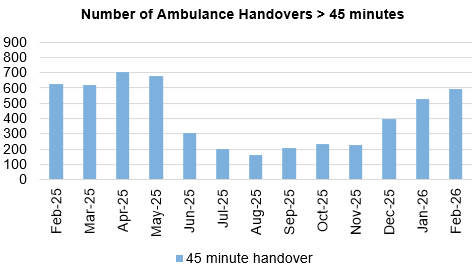 Number of Ambulance Handovers > 45 minutes
900
800
700
600
500
400
300
200
100
0
Feb-25
Mar-25
Apr-25
May-25
Jun-25
Jul-25
Aug-25
Sep-25
Oct-25
Nov-25
Dec-25
Jan-26
Feb-26
45 minute handover